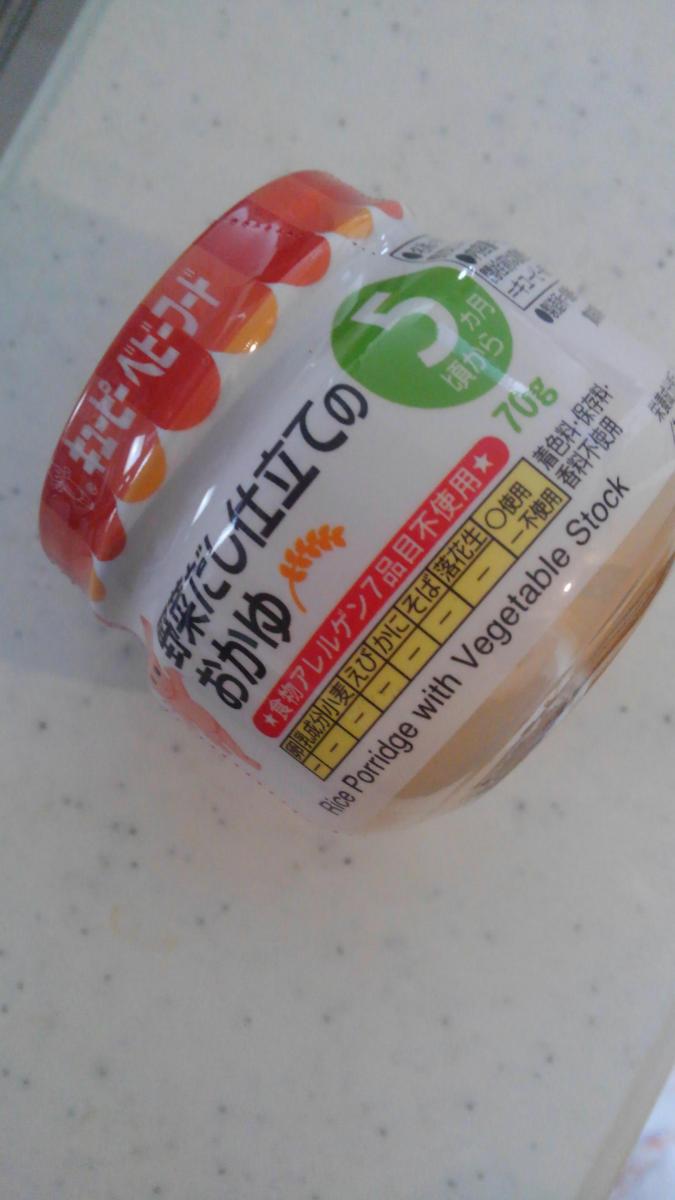 キユーピーベビーフード
5
カ月
頃から
70g
野菜だし仕立ての
おかゆ
★食物アレルゲン7品目不使用★
卵 乳成分 小麦 えび かに そば 落花生 ○使用
- - - - - - - -不使用
着色料・保存料・
香料不使用
Rice Porridge with Vegetable Stock